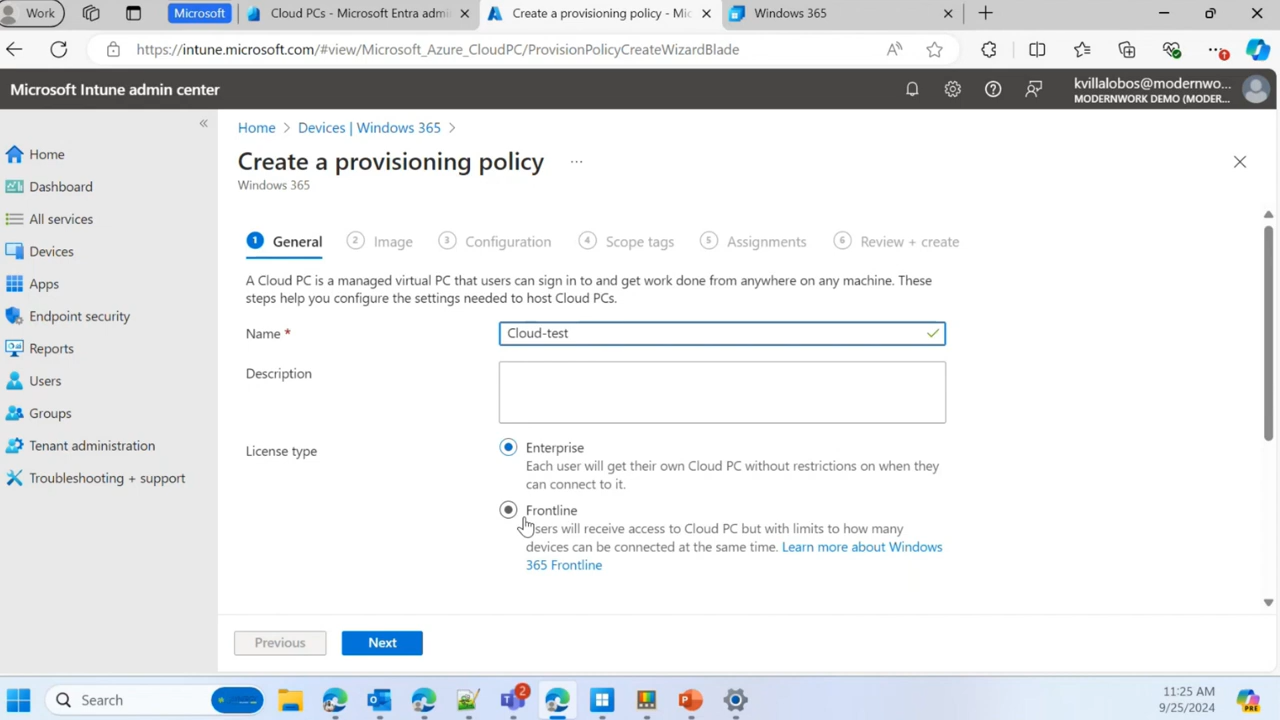 Work
Microsoft
Cloud PCs - Microsoft Entra admi
Create a provisioning policy - Mic
Windows 365
https://intune.microsoft.com/#view/Microsoft_Azure_CloudPC/ProvisionPolicyCreateWizardBlade
Microsoft Intune admin center
kvillalobos@modernwo...
MODERNWORK DEMO (MODER...
Home > Devices | Windows 365 >
Create a provisioning policy ...
Windows 365
Home
Dashboard
All services
Devices
Apps
Endpoint security
Reports
Users
Groups
Tenant administration
Troubleshooting + support
1 General
2 Image
3 Configuration
4 Scope tags
5 Assignments
6 Review + create
A Cloud PC is a managed virtual PC that users can sign in to and get work done from anywhere on any machine. These
steps help you configure the settings needed to host Cloud PCs.
Name *
Cloud-test
Description
License type
Enterprise
Each user will get their own Cloud PC without restrictions on when they
can connect to it.
Frontline
Users will receive access to Cloud PC but with limits to how many
devices can be connected at the same time. Learn more about Windows
365 Frontline
Previous
Next
Search
2
11:25 AM
9/25/2024
PRE